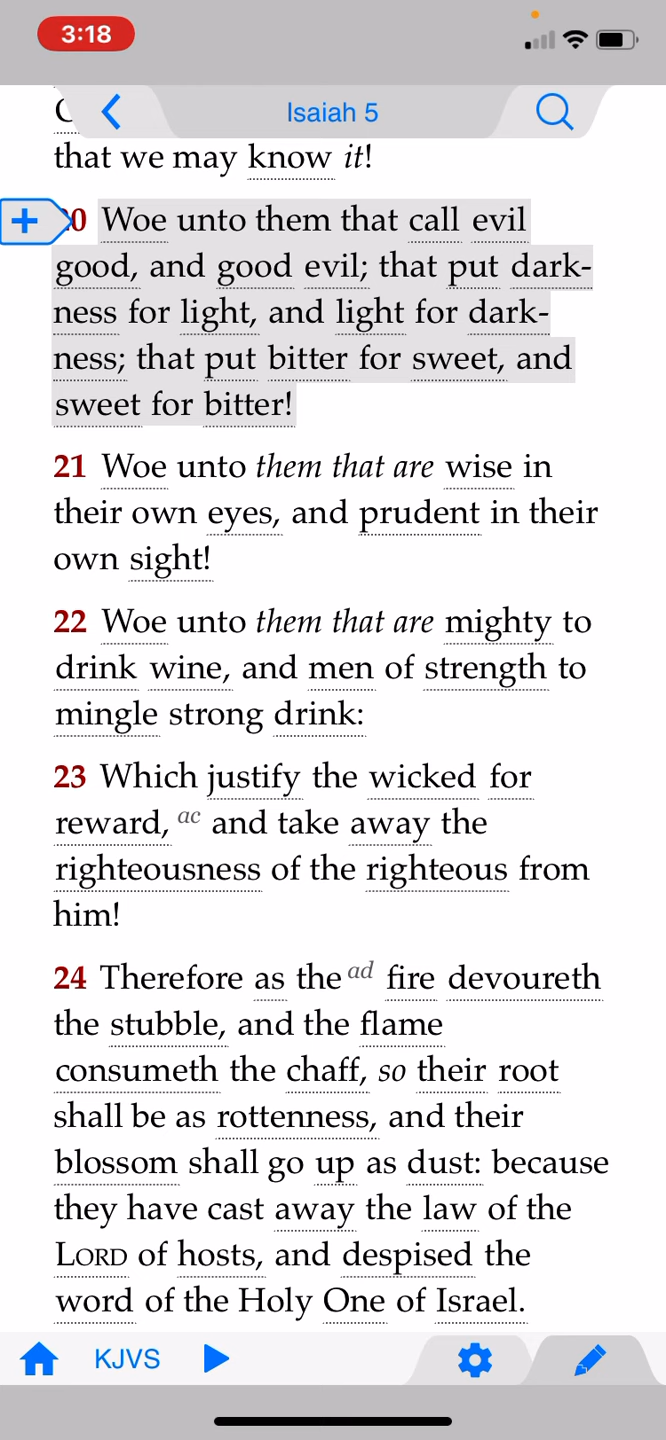 3:18
Isaiah 5
that we may know it!
Woe unto them that call evil
good, and good evil; that put dark-
ness for light, and light for dark-
ness; that put bitter for sweet, and
sweet for bitter!
21 Woe unto them that are wise in
their own eyes, and prudent in their
own sight!
22 Woe unto them that are mighty to
drink wine, and men of strength to
mingle strong drink:
23 Which justify the wicked for
reward, ac and take away the
righteousness of the righteous from
him!
24 Therefore as the ad fire devoureth
the stubble, and the flame
consumeth the chaff, so their root
shall be as rottenness, and their
blossom shall go up as dust: because
they have cast away the law of the
LORD of hosts, and despised the
word of the Holy One of Israel.
KJVS